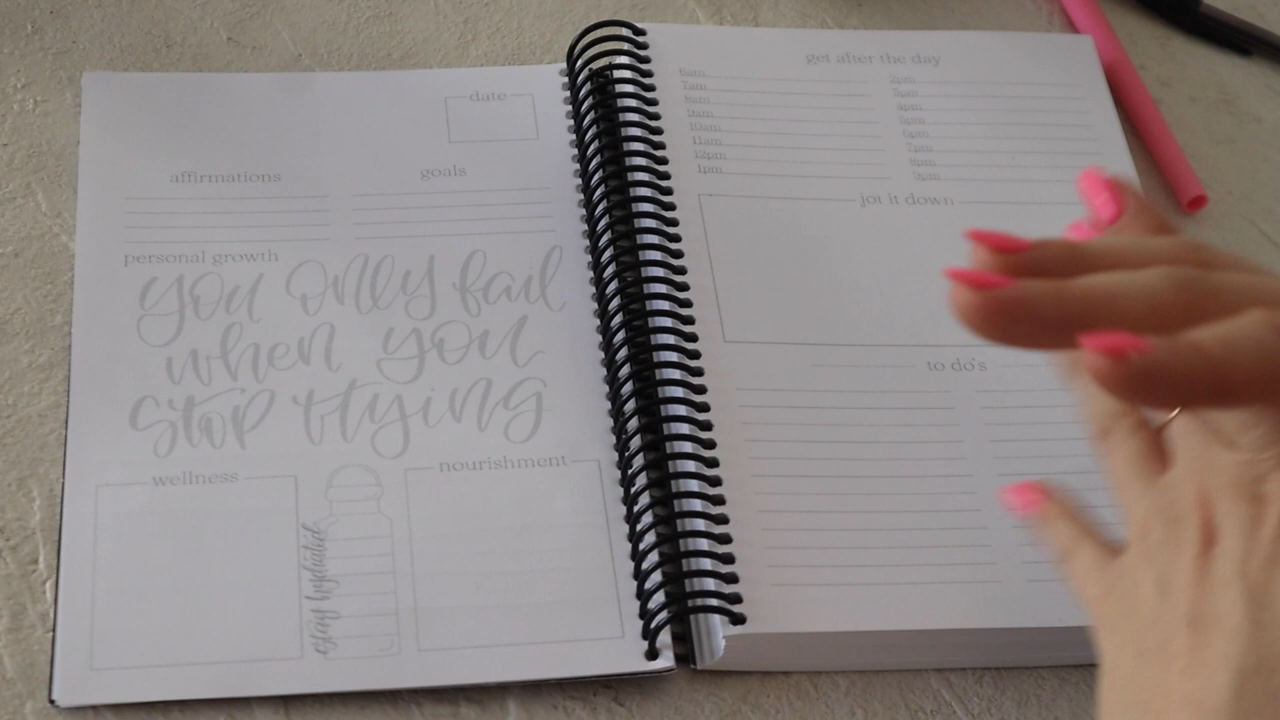 date
affirmations
goals
personal growth
you only fail
when you
stop trying
wellness
stay hydrated
nourishment
get after the day
6am
7am
8am
9am
10am
11am
12pm
1pm
2pm
3pm
4pm
5pm
6pm
7pm
8pm
9pm
jot it down
to do's